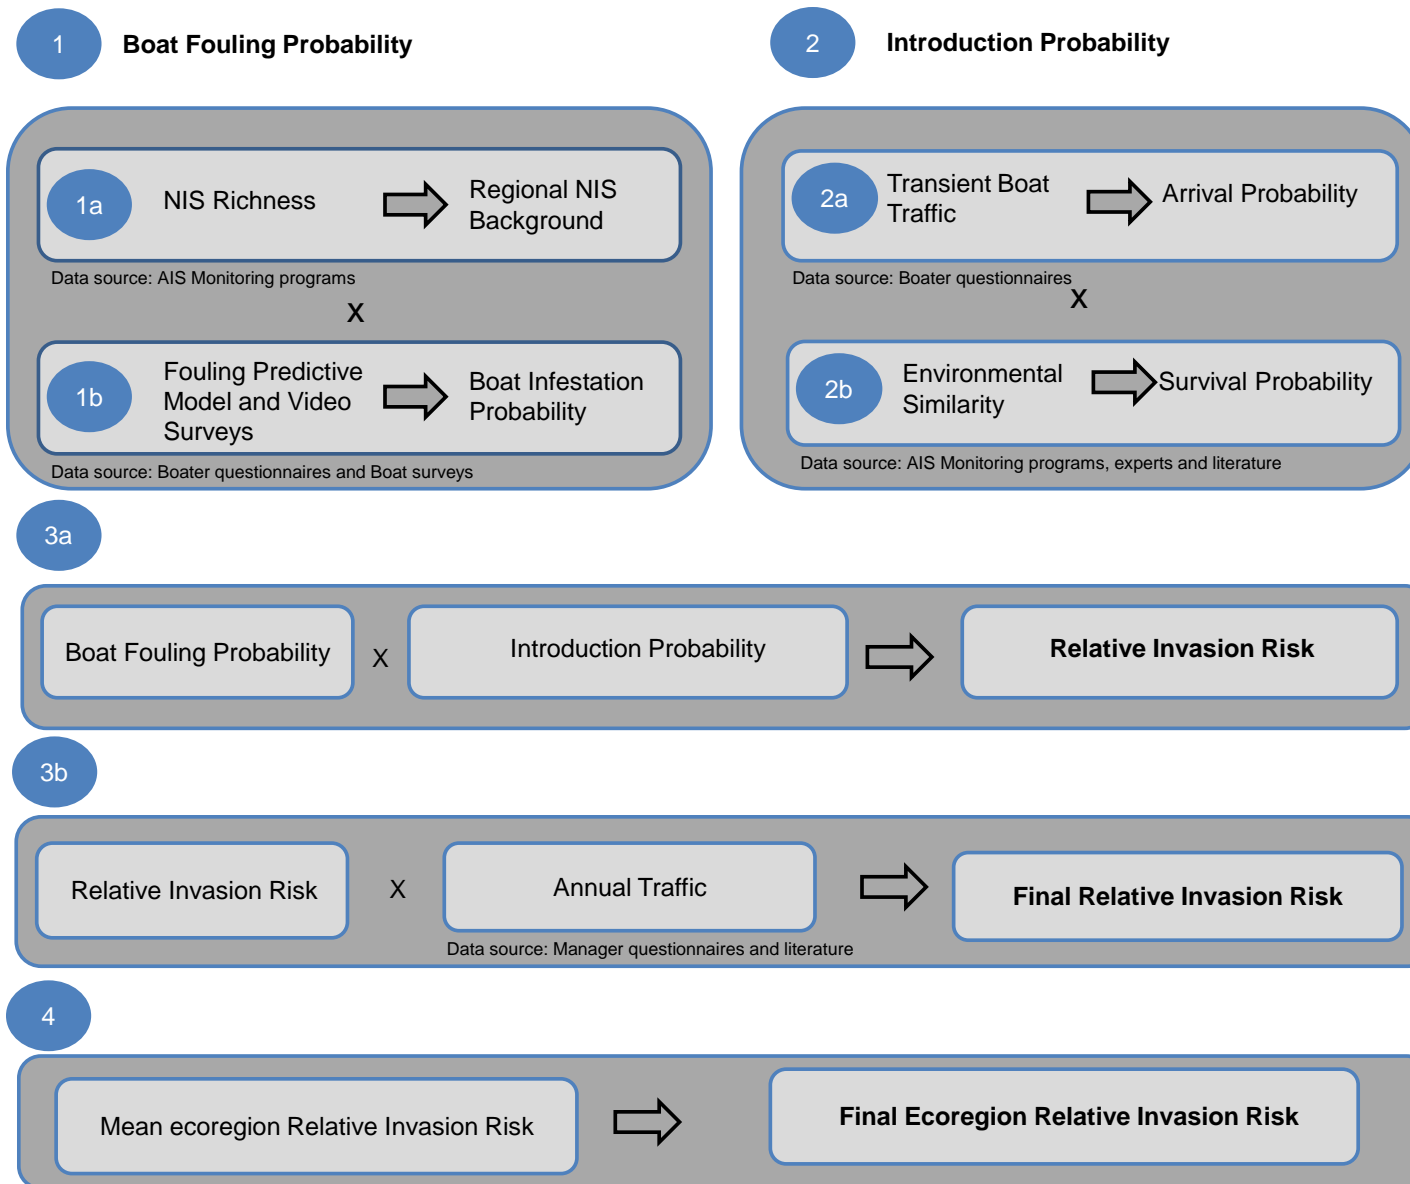 1
Boat Fouling Probability
1a
NIS Richness
Regional NIS
Background
Data source: AIS Monitoring programs
X
1b
Fouling Predictive
Model and Video
Surveys
Boat Infestation
Probability
Data source: Boater questionnaires and Boat surveys
2
Introduction Probability
2a
Transient Boat
Traffic
Arrival Probability
Data source: Boater questionnaires
X
2b
Environmental
Similarity
Survival Probability
Data source: AIS Monitoring programs, experts and literature
3a
Boat Fouling Probability
X
Introduction Probability
Relative Invasion Risk
3b
Relative Invasion Risk
X
Annual Traffic
Final Relative Invasion Risk
Data source: Manager questionnaires and literature
4
Mean ecoregion Relative Invasion Risk
Final Ecoregion Relative Invasion Risk